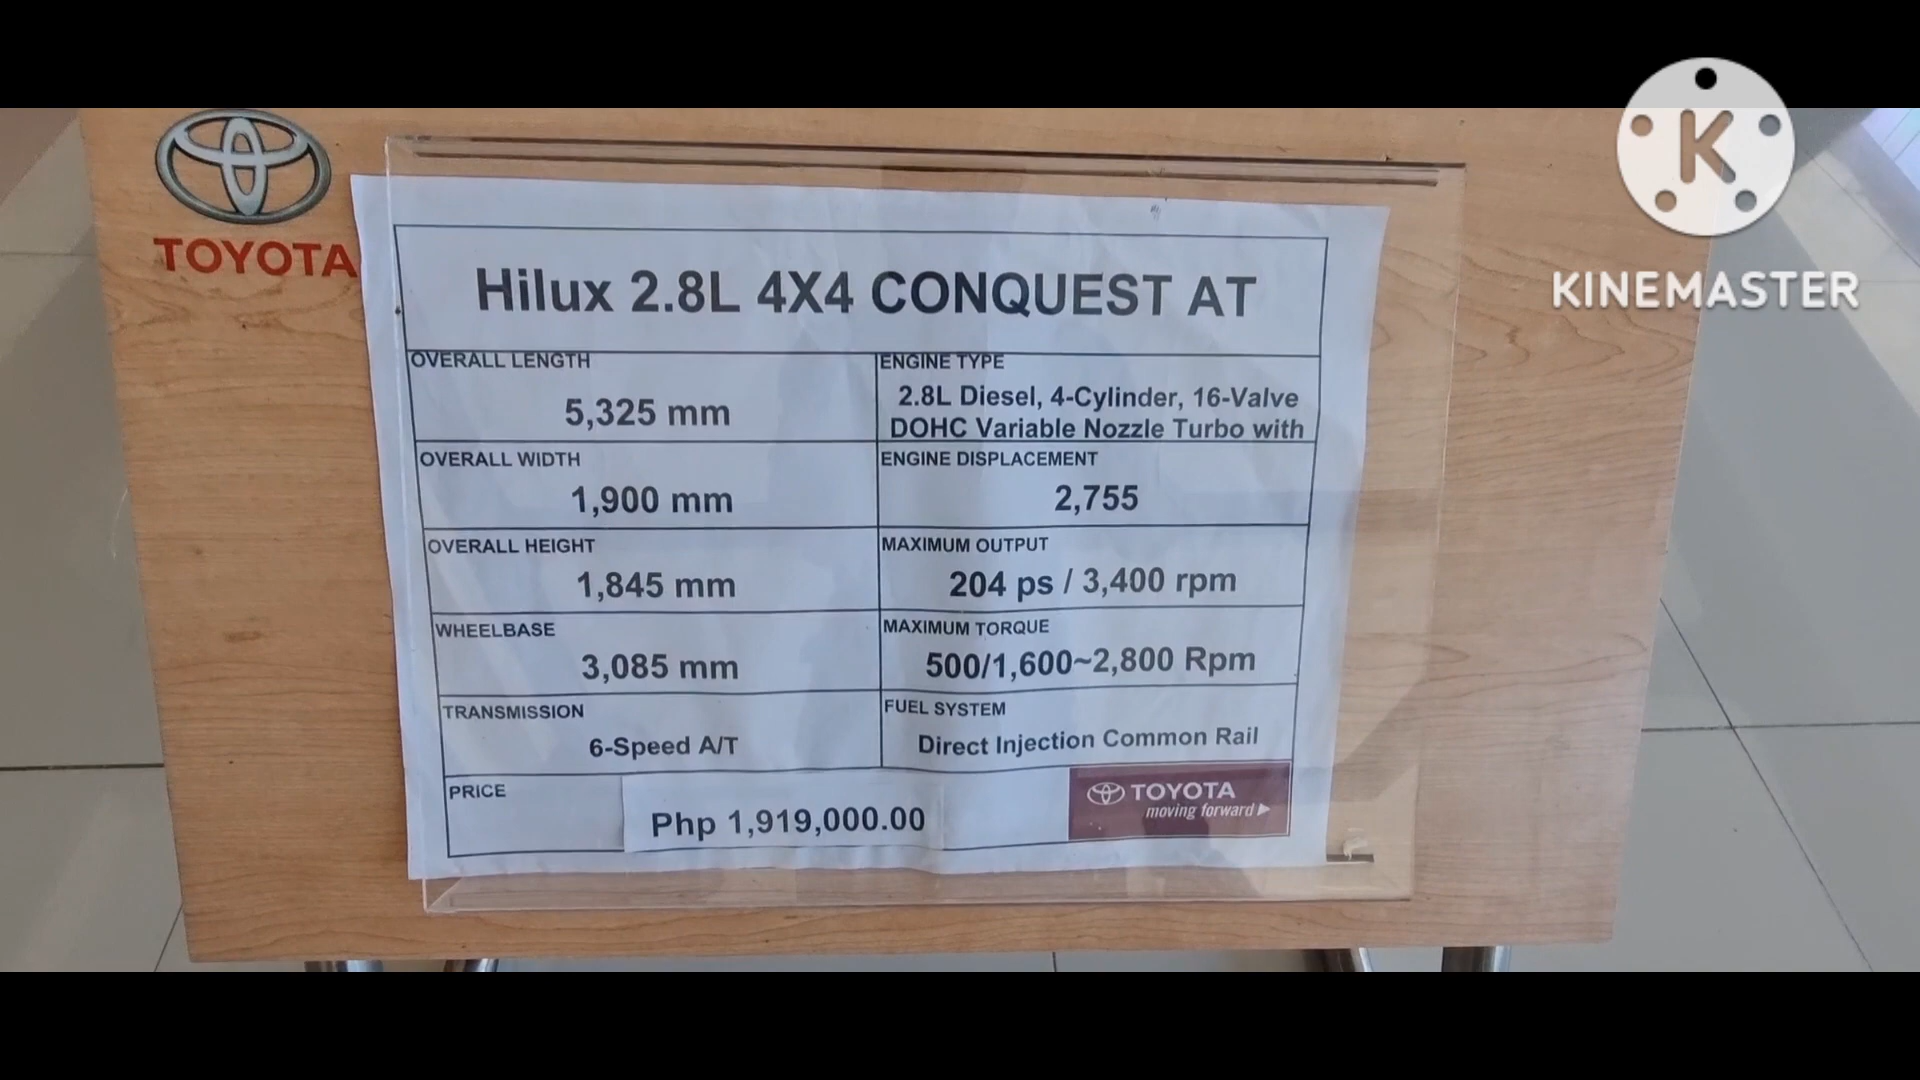 TOYOTA
KINEMASTER
Hilux 2.8L 4X4 CONQUEST AT
OVERALL LENGTH
5,325 mm
ENGINE TYPE
2.8L Diesel, 4-Cylinder, 16-Valve
DOHC Variable Nozzle Turbo with
OVERALL WIDTH
1,900 mm
ENGINE DISPLACEMENT
2,755
OVERALL HEIGHT
1,845 mm
MAXIMUM OUTPUT
204 ps / 3,400 rpm
WHEELBASE
3,085 mm
MAXIMUM TORQUE
500/1,600~2,800 Rpm
TRANSMISSION
6-Speed A/T
FUEL SYSTEM
Direct Injection Common Rail
PRICE
Php 1,919,000.00
TOYOTA
moving forward